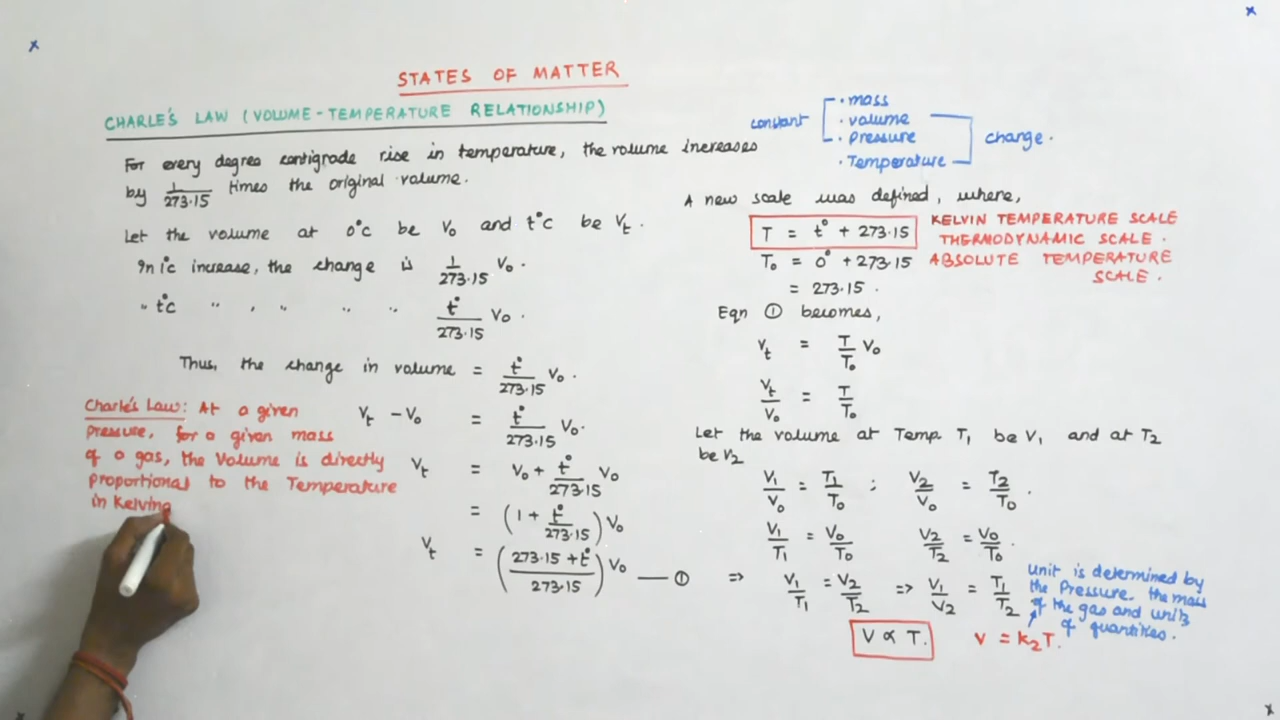 STATES OF MATTER
CHARLE'S LAW (VOLUME-TEMPERATURE RELATIONSHIP)
For every degree centigrade rise in temperature, the volume increases
by 1/273.15 times the original volume.
Let the volume at 0°c be V₀ and t°c be Vₜ.
In 1°c increase, the change is 1/273.15 V₀.
" t°c " , " " " t°/273.15 V₀.
Thus, the change in volume = t°/273.15 V₀.
Vₜ - V₀ = t°/273.15 V₀.
Vₜ = V₀ + t°/273.15 V₀
= (1 + t°/273.15) V₀
Vₜ = (273.15 + t°/273.15) V₀ — ①
Charle's Law: At a given
pressure, for a given mass
of a gas, the Volume is directly
proportional to the Temperature
in Kelving
constant
· mass
· volume
· pressure
· Temperature
change.
A new scale was defined, where,
T = t° + 273.15
KELVIN TEMPERATURE SCALE
THERMODYNAMIC SCALE.
T₀ = 0° + 273.15
ABSOLUTE TEMPERATURE
SCALE.
= 273.15.
Eqn ① becomes,
Vₜ = T/T₀ V₀
Vₜ/V₀ = T/T₀
Let the volume at Temp T₁ be V₁ and at T2
be V2
V₁/V₀ = T₁/T₀ ; V2/V₀ = T2/T₀.
V₁/T₁ = V₀/T₀ V2/T2 = V₀/T₀.
=> V₁/T₁ = V2/T2 => V₁/V2 = T₁/T2
unit is determined by
the Pressure. the mass
of the gas and units
of quantities.
V ∝ T.
V = K₂T.